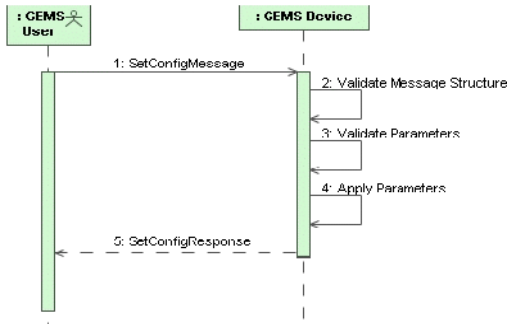 : GEMS
User
: GEMS Device
1: SetConfigMessage
2: Validate Message Structure
3: Validate Parameters
4: Apply Parameters
5: SetConfigResponse